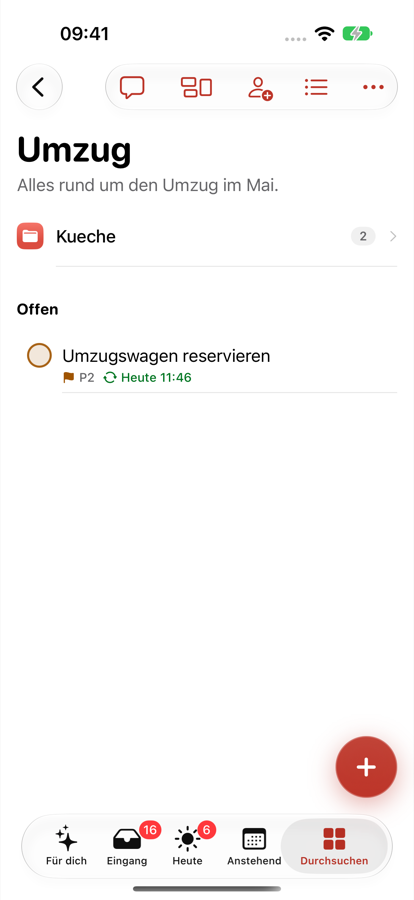 09:41
Umzug
Alles rund um den Umzug im Mai.
Kueche 2
Offen
Umzugswagen reservieren
P2 Heute 11:46
16 6
Für dich Eingang Heute Anstehend Durchsuchen